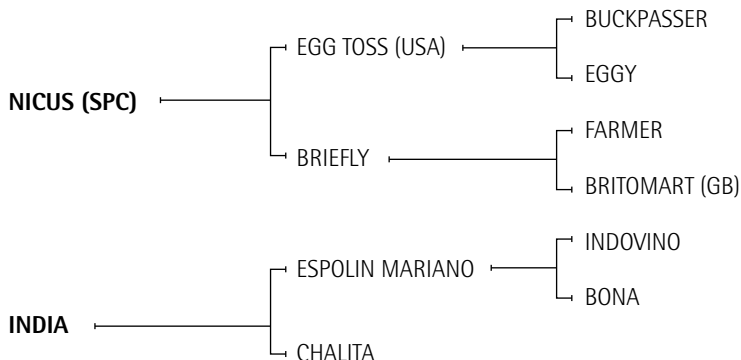 BUCKPASSER
EGG TOSS (USA)
EGGY
NICUS (SPC)
FARMER
BRIEFLY
BRITOMART (GB)
INDOVINO
ESPOLIN MARIANO
BONA
INDIA
CHALITA